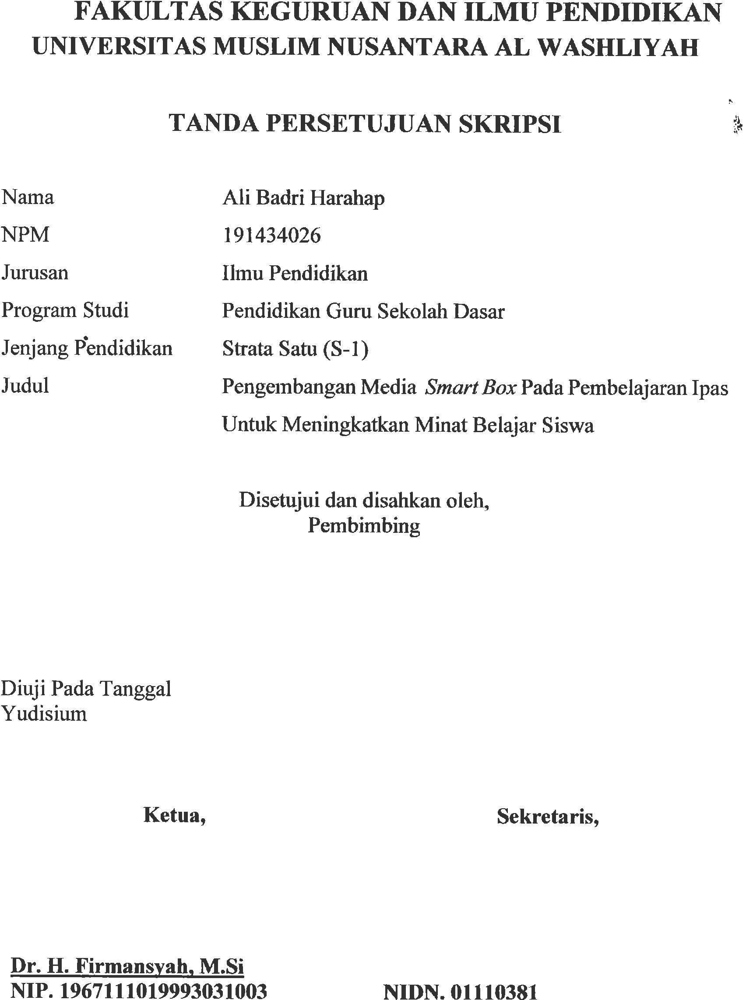 FAKULTAS KEGURUAN DAN ILMU PENDIDIKAN
UNIVERSITAS MUSLIM NUSANTARA AL WASHLIYAH
TANDA PERSETUJUAN SKRIPSI
Nama Ali Badri Harahap
NPM 191434026
Jurusan Ilmu Pendidikan
Program Studi Pendidikan Guru Sekolah Dasar
Jenjang Pendidikan Strata Satu (S-1)
Judul Pengembangan Media Smart Box Pada Pembelajaran Ipas
Untuk Meningkatkan Minat Belajar Siswa
Disetujui dan disahkan oleh,
Pembimbing
Diuji Pada Tanggal
Yudisium
Ketua, Sekretaris,
Dr. H. Firmansyah, M.Si
NIP. 1967111019993031003 NIDN. 01110381